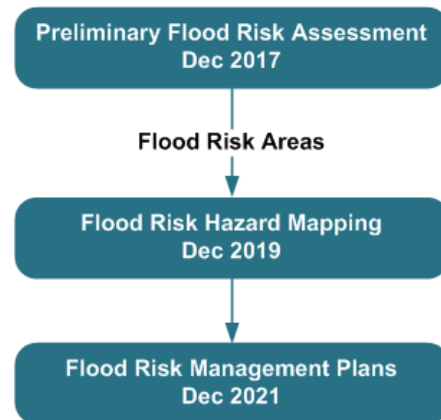 Preliminary Flood Risk Assessment
Dec 2017
Flood Risk Areas
Flood Risk Hazard Mapping
Dec 2019
Flood Risk Management Plans
Dec 2021